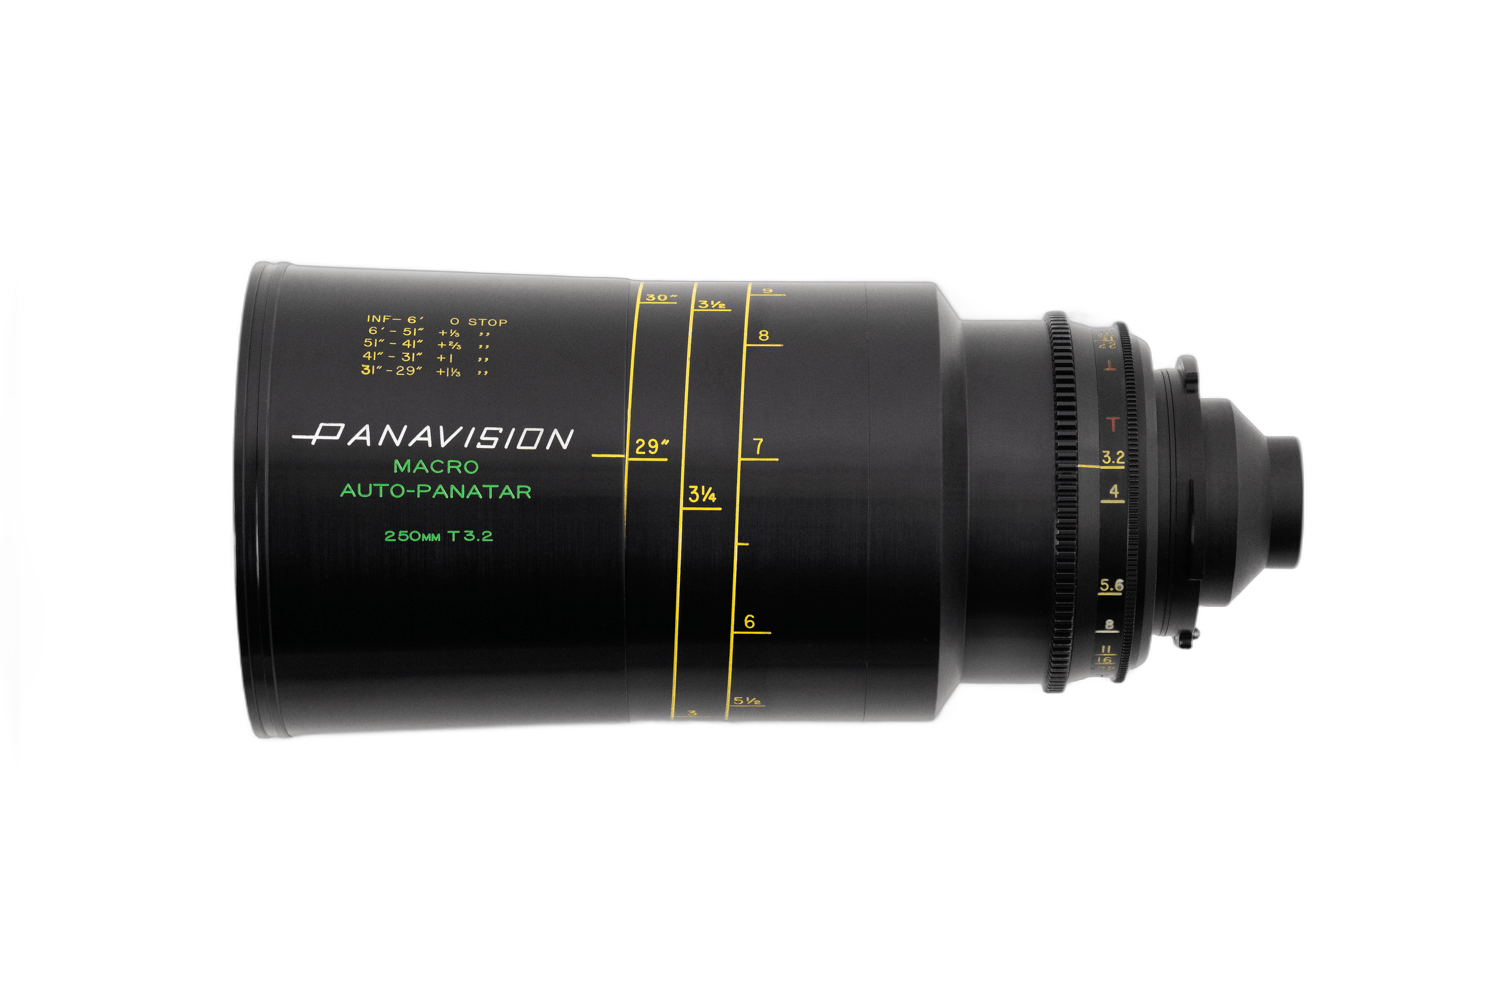 INF– 6′ 0 STOP
6′ – 51″ +⅓ ,,
51″ – 41″ +⅔ ,,
41″ – 31″ +1 ,,
31″ – 29″ +1⅓ ,,
PANAVISION
MACRO
AUTO-PANATAR
250MM T 3.2
30″
29″
3½
3¼
3
9
8
7
6
5½
T
3.2
4
5.6
8
11
16